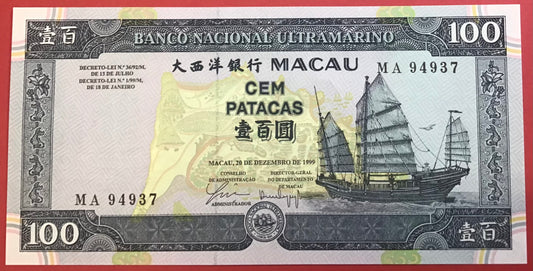 壹百 BANCO NACIONAL ULTRAMARINO 100
DECRETO-LEI N.º 36/92/M,
DE 13 DE JULHO
DECRETO-LEI N.º 1/99/M,
DE 18 DE JANEIRO
大西洋銀行 MACAU
MA 94937
CEM
PATACAS
壹百圓
MACAU, 20 DE DEZEMBRO DE 1999
CONSELHO
DE ADMINISTRAÇÃO
DIRECTOR-GERAL
DO DEPARTAMENTO
DE MACAU
MA 94937
ADMINISTRADOR
100 壹百